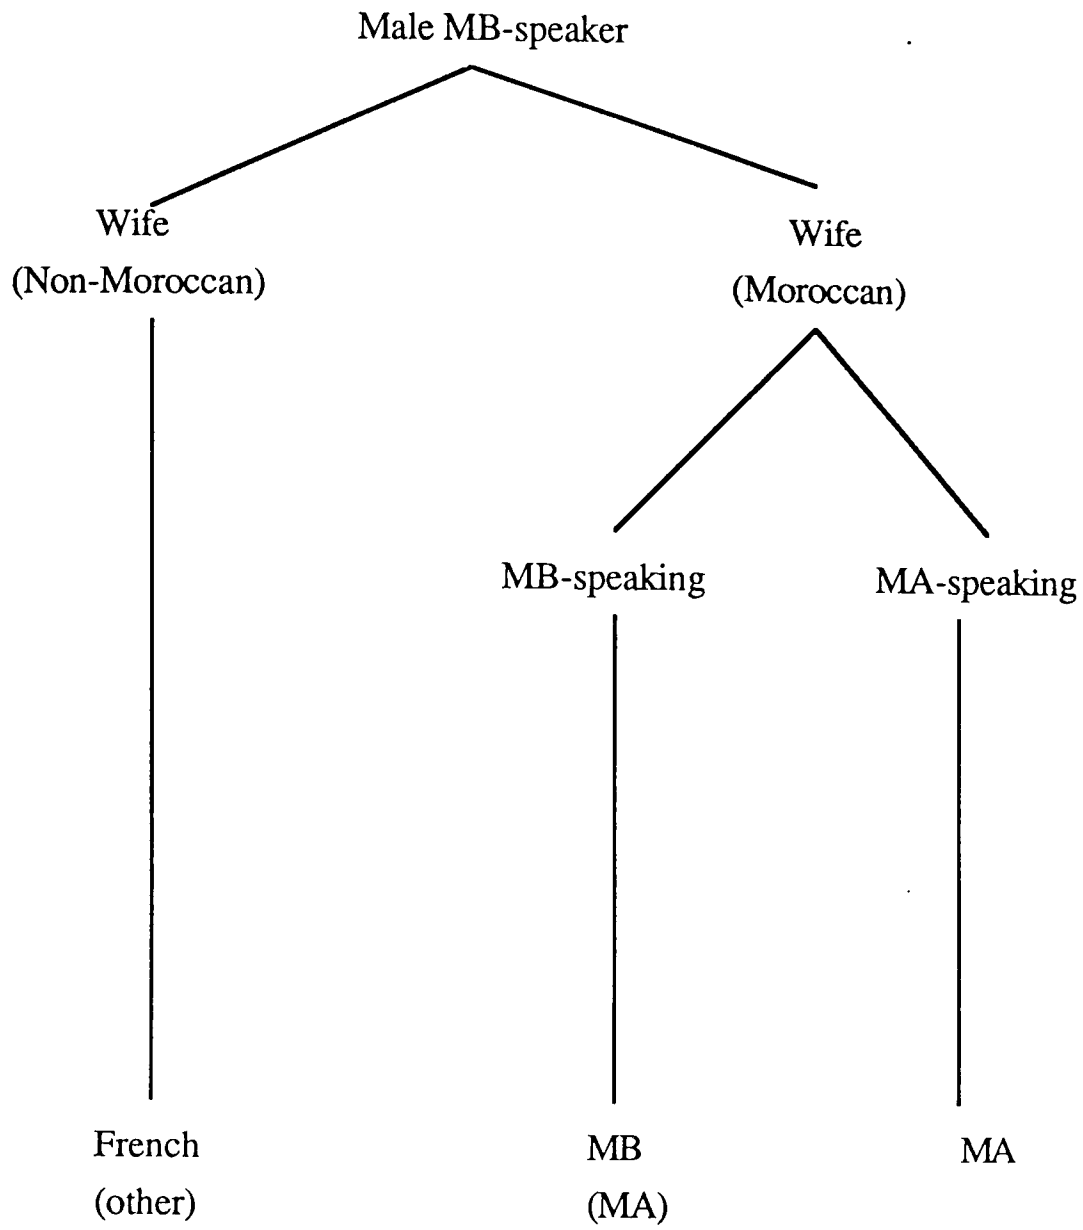 Male MB-speaker
Wife
(Non-Moroccan)
Wife
(Moroccan)
MB-speaking
MA-speaking
French
(other)
MB
(MA)
MA